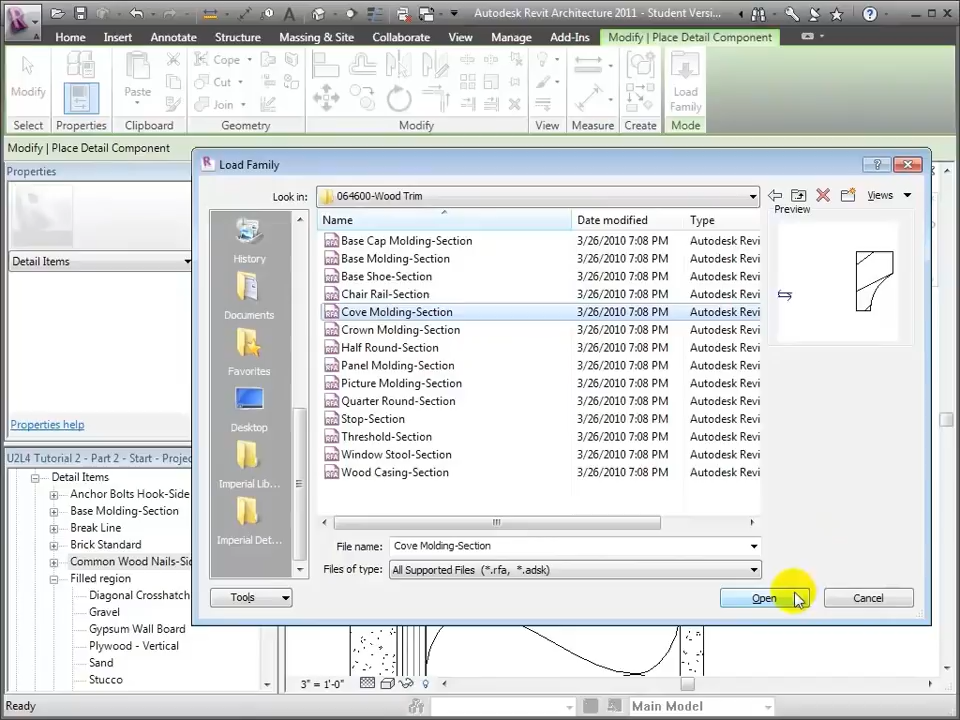 Autodesk Revit Architecture 2011 - Student Versi...
Home Insert Annotate Structure Massing & Site Collaborate View Manage Add-Ins Modify | Place Detail Component
Modify
Paste
Cope
Cut
Join
Load
Family
Select Properties Clipboard Geometry Modify View Measure Create Mode
Modify | Place Detail Component
Properties
Detail Items
Properties help
U2L4 Tutorial 2 - Part 2 - Start - Projec
Detail Items
Anchor Bolts Hook-Side
Base Molding-Section
Break Line
Brick Standard
Common Wood Nails-Sid
Filled region
Diagonal Crosshatch
Gravel
Gypsum Wall Board
Plywood - Vertical
Sand
Stucco
Load Family
Look in: 064600-Wood Trim
Views
History
Documents
Favorites
Desktop
Imperial Lib...
Imperial Det...
Name Date modified Type
Base Cap Molding-Section 3/26/2010 7:08 PM Autodesk Revi
Base Molding-Section 3/26/2010 7:08 PM Autodesk Revi
Base Shoe-Section 3/26/2010 7:08 PM Autodesk Revi
Chair Rail-Section 3/26/2010 7:08 PM Autodesk Revi
Cove Molding-Section 3/26/2010 7:08 PM Autodesk Revi
Crown Molding-Section 3/26/2010 7:08 PM Autodesk Revi
Half Round-Section 3/26/2010 7:08 PM Autodesk Revi
Panel Molding-Section 3/26/2010 7:08 PM Autodesk Revi
Picture Molding-Section 3/26/2010 7:08 PM Autodesk Revi
Quarter Round-Section 3/26/2010 7:08 PM Autodesk Revi
Stop-Section 3/26/2010 7:08 PM Autodesk Revi
Threshold-Section 3/26/2010 7:08 PM Autodesk Revi
Window Stool-Section 3/26/2010 7:08 PM Autodesk Revi
Wood Casing-Section 3/26/2010 7:08 PM Autodesk Revi
Preview
File name: Cove Molding-Section
Files of type: All Supported Files (*.rfa, *.adsk)
Tools
Open
Cancel
3" = 1'-0"
Ready
Main Model